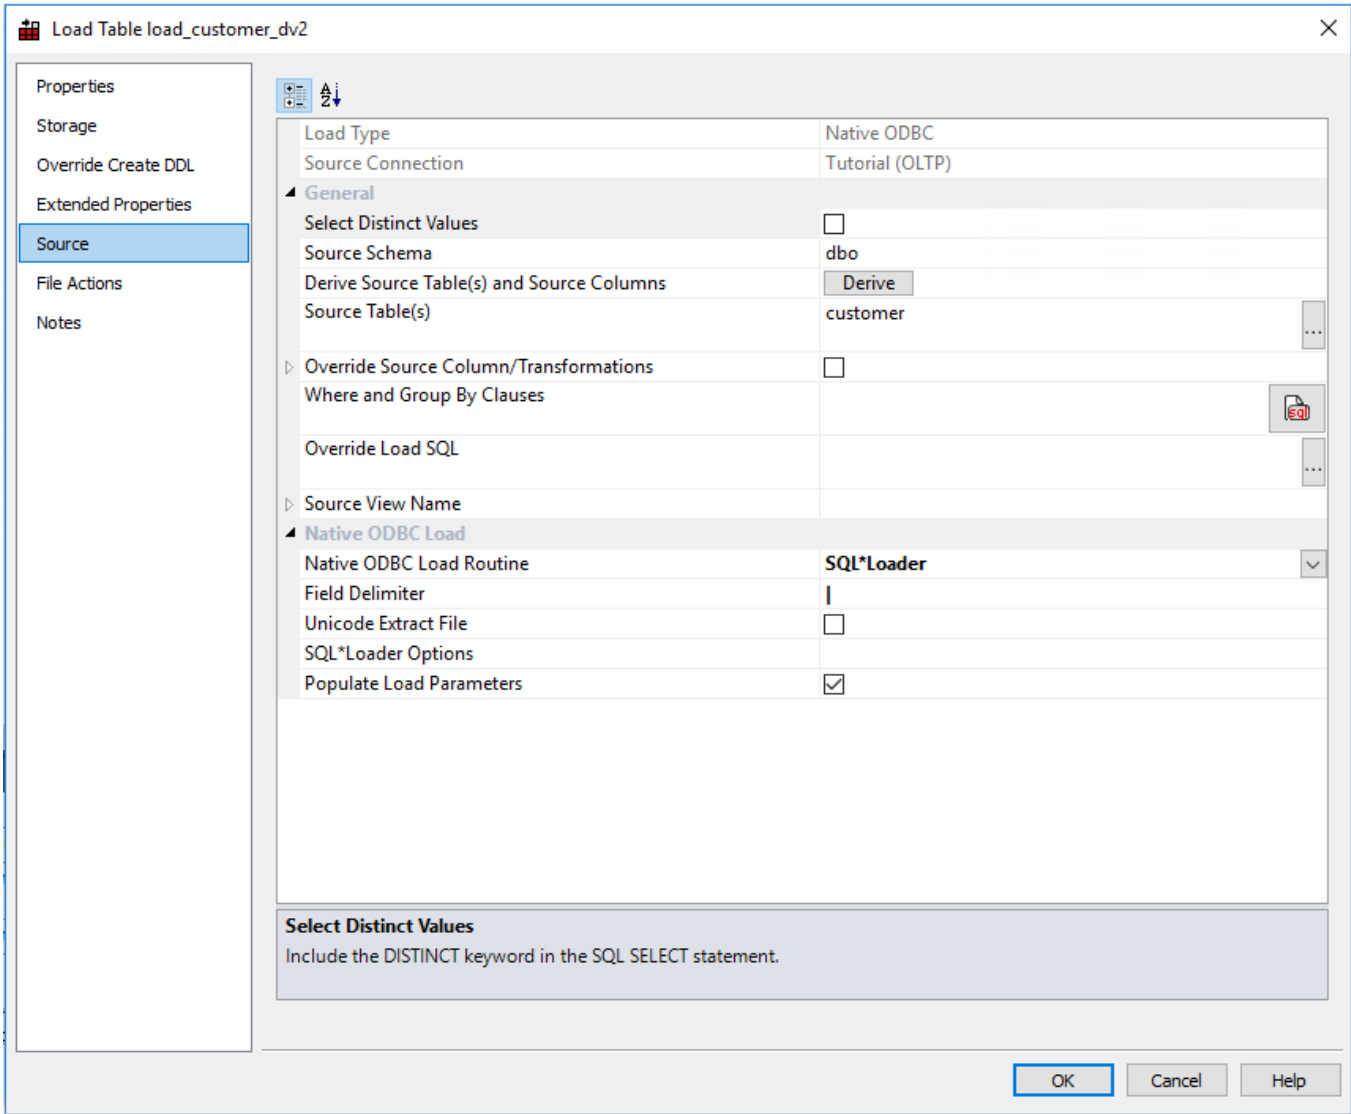 Load Table load_customer_dv2
Properties
Storage
Override Create DDL
Extended Properties
Source
File Actions
Notes
Load Type Native ODBC
Source Connection Tutorial (OLTP)
General
Select Distinct Values
Source Schema dbo
Derive Source Table(s) and Source Columns Derive
Source Table(s) customer
...
Override Source Column/Transformations
Where and Group By Clauses
sql
Override Load SQL
...
Source View Name
Native ODBC Load
Native ODBC Load Routine SQL*Loader
Field Delimiter |
Unicode Extract File
SQL*Loader Options
Populate Load Parameters
Select Distinct Values
Include the DISTINCT keyword in the SQL SELECT statement.
OK Cancel Help